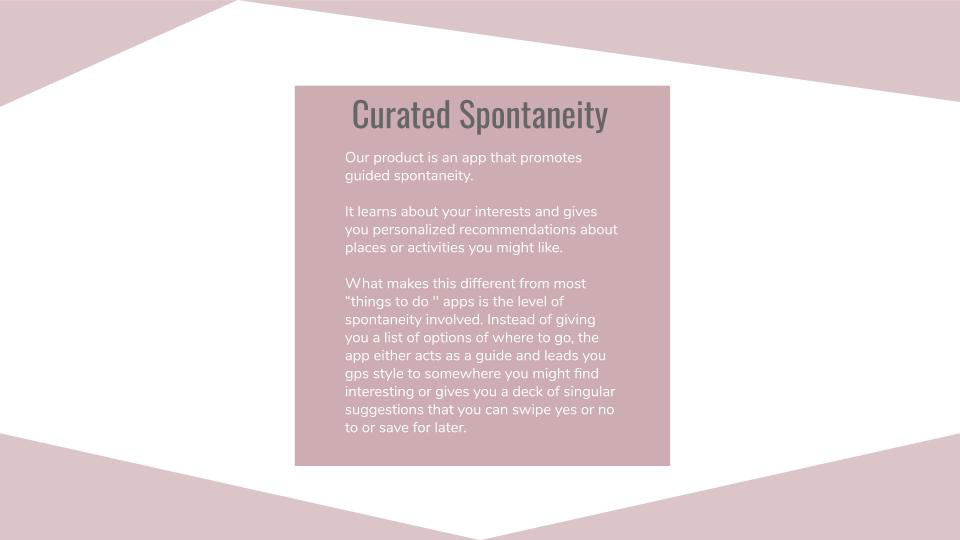 Curated Spontaneity
Our product is an app that promotes
guided spontaneity.
It learns about your interests and gives
you personalized recommendations about
places or activities you might like.
What makes this different from most
“things to do " apps is the level of
spontaneity involved. Instead of giving
you a list of options of where to go, the
app either acts as a guide and leads you
gps style to somewhere you might find
interesting or gives you a deck of singular
suggestions that you can swipe yes or no
to or save for later.